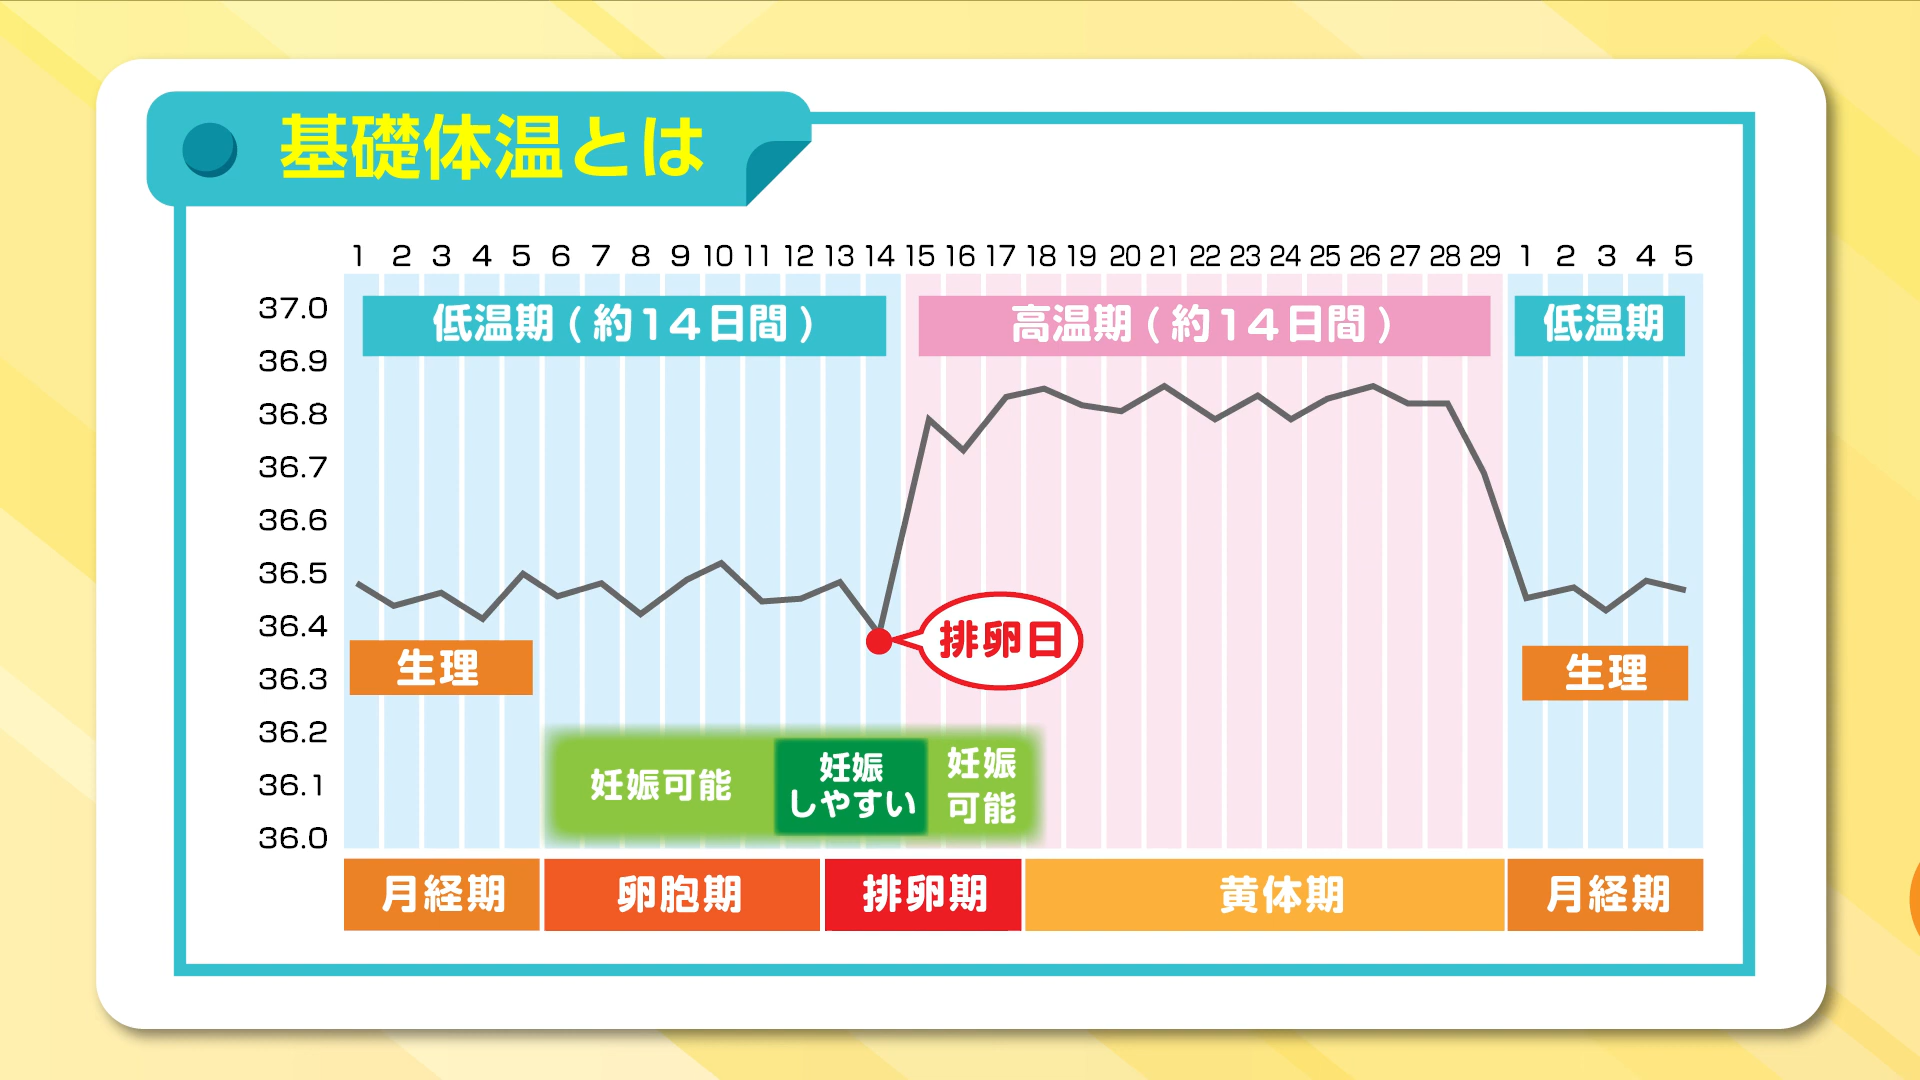 基礎体温とは
1 2 3 4 5 6 7 8 9 10 11 12 13 14 15 16 17 18 19 20 21 22 23 24 25 26 27 28 29 1 2 3 4 5
37.0
低温期(約14日間)
高温期(約14日間)
低温期
36.9
36.8
36.7
36.6
36.5
36.4
排卵日
生理
生理
36.3
36.2
妊娠可能
妊娠
しやすい
妊娠
可能
36.1
36.0
月経期
卵胞期
排卵期
黄体期
月経期